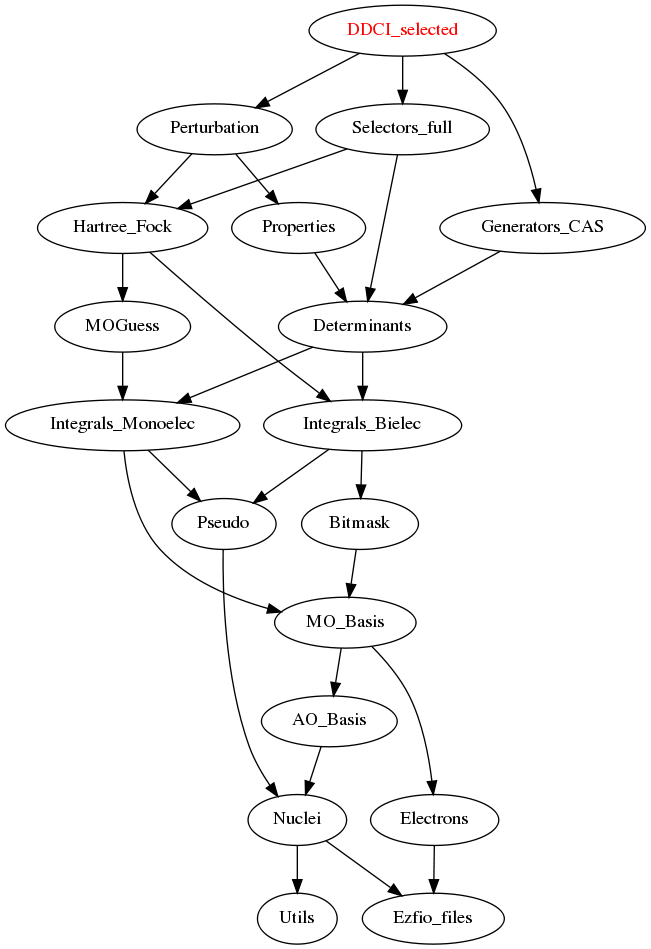 DDCI_selected
Perturbation
Selectors_full
Hartree_Fock
Properties
Generators_CAS
MOGuess
Determinants
Integrals_Monoelec
Integrals_Bielec
Pseudo
Bitmask
MO_Basis
AO_Basis
Nuclei
Electrons
Utils
Ezfio_files